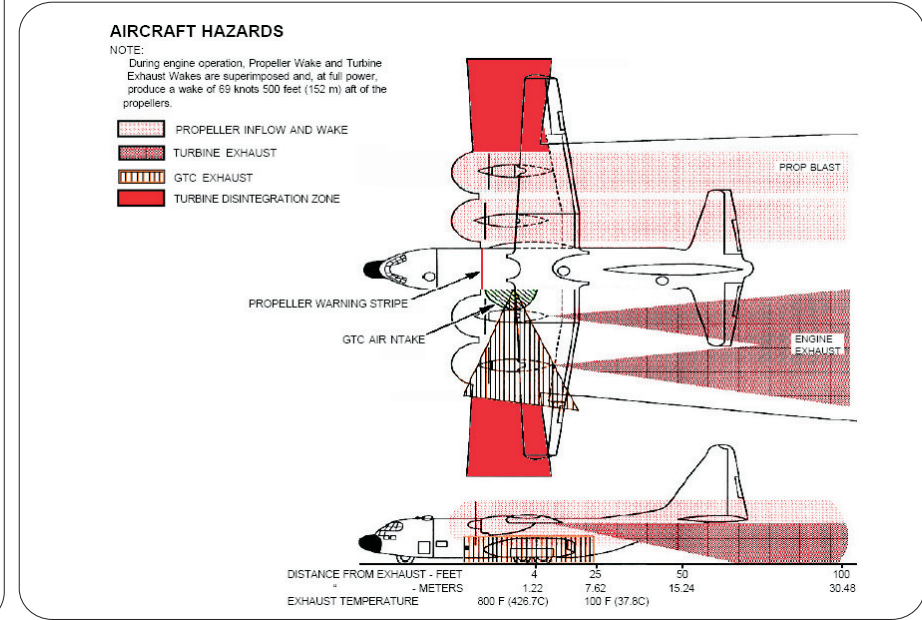 AIRCRAFT HAZARDS
NOTE:
During engine operation, Propeller Wake and Turbine
Exhaust Wakes are superimposed and, at full power,
produce a wake of 69 knots 500 feet (152 m) aft of the
propellers.
PROPELLER INFLOW AND WAKE
TURBINE EXHAUST
GTC EXHAUST
TURBINE DISINTEGRATION ZONE
PROP BLAST
PROPELLER WARNING STRIPE
GTC AIR NTAKE
ENGINE
EXHAUST
DISTANCE FROM EXHAUST - FEET 4 25 50 100
" - METERS 1.22 7.62 15.24 30.48
EXHAUST TEMPERATURE 800 F (426.7C) 100 F (37.8C)